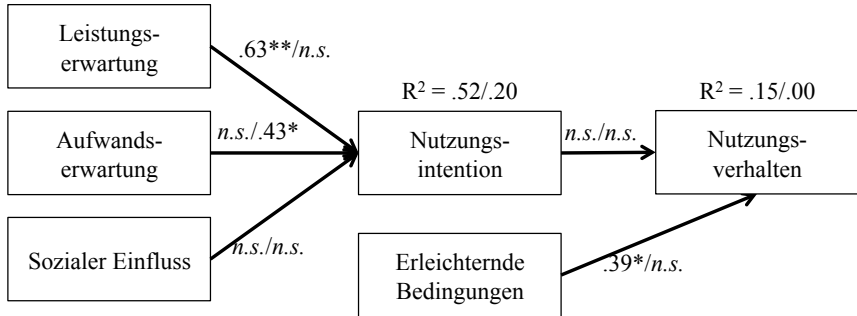 Leistungs-
erwartung
.63**/n.s.
R² = .52/.20
R² = .15/.00
Aufwands-
erwartung
n.s./.43*
Nutzungs-
intention
n.s./n.s.
Nutzungs-
verhalten
Sozialer Einfluss
n.s./n.s.
Erleichternde
Bedingungen
.39*/n.s.